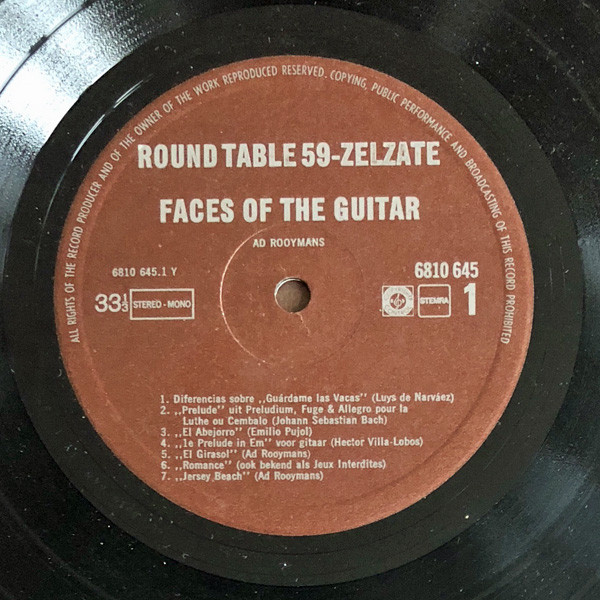 ALL RIGHTS OF THE RECORD PRODUCER AND OF THE OWNER OF THE WORK REPRODUCED RESERVED. COPYING, PUBLIC PERFORMANCE AND BROADCASTING OF THIS RECORD PROHIBITED
ROUND TABLE 59-ZELZATE
FACES OF THE GUITAR
AD ROOYMANS
6810 645.1 Y
6810 645
33⅓ STEREO - MONO
STEMRA 1
1. Diferencias sobre ,,Guárdame las Vacas'' (Luys de Narváez)
2. ,,Prelude'' uit Preludium, Fuge & Allegro pour la
Luthe ou Cembalo (Johann Sebastian Bach)
3. ,,El Abejorro'' (Emilio Pujol)
4. ,,1e Prelude in Em'' voor gitaar (Hector Villa-Lobos)
5. ,,El Girasol'' (Ad Rooymans)
6. ,,Romance'' (ook bekend als Jeux Interdites)
7. ,,Jersey Beach'' (Ad Rooymans)